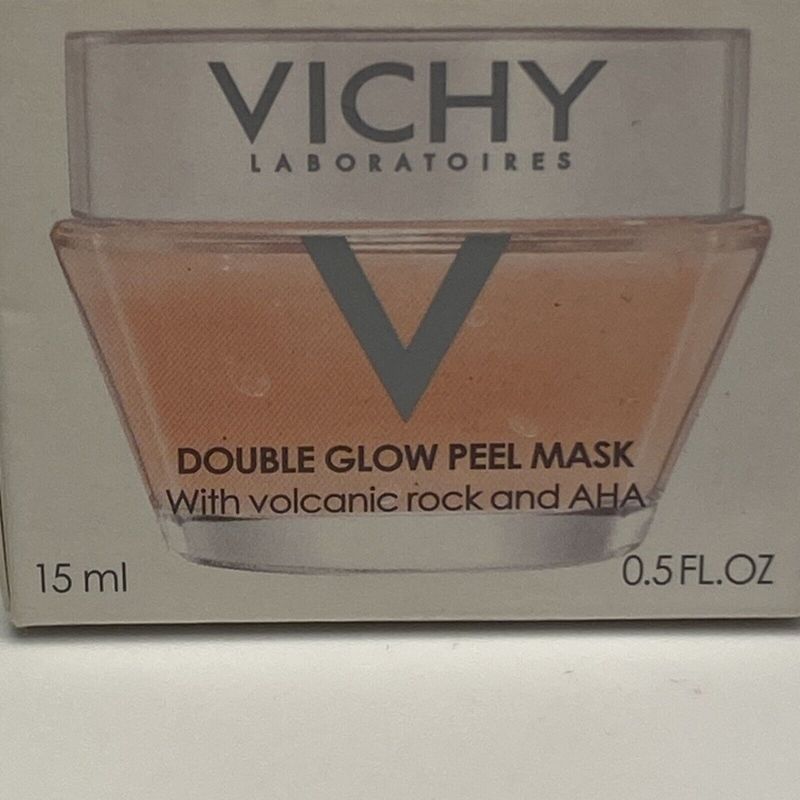 VICHY
LABORATOIRES
V
DOUBLE GLOW PEEL MASK
With volcanic rock and AHA
15 ml
0.5 FL.OZ